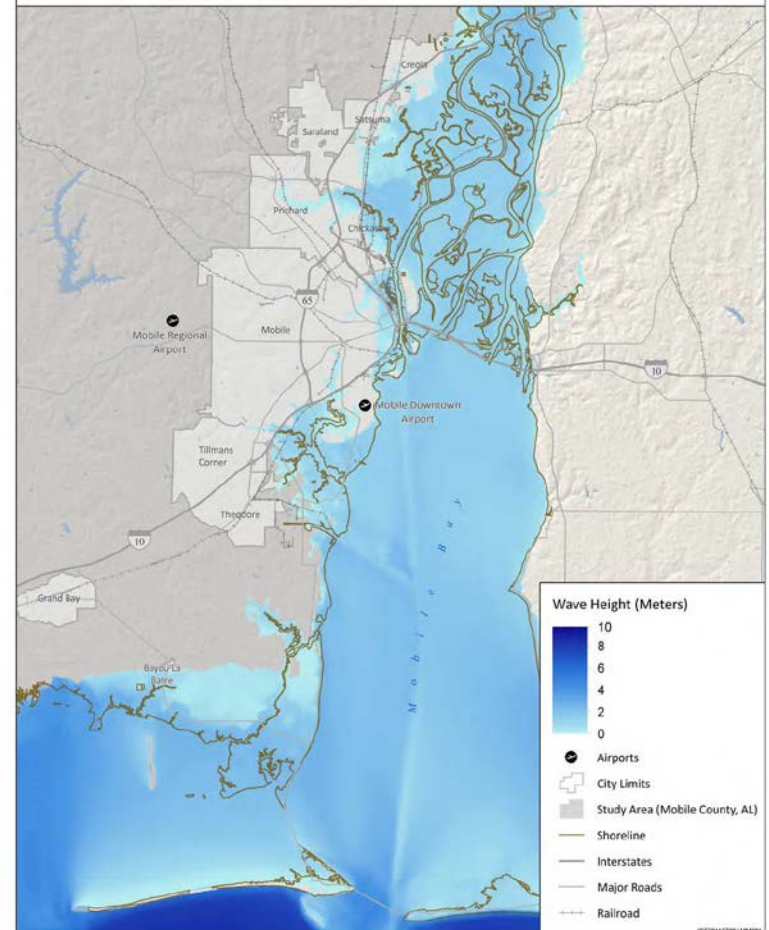 Creola
Satsuma
Saraland
Prichard
Chickasaw
65
Mobile
Mobile Regional
Airport
10
Mobile Downtown
Airport
Tillmans
Corner
Theodore
10
Grand Bay
Mobile Bay
Bayou La
Batre
Wave Height (Meters)
10
8
6
4
2
0
Airports
City Limits
Study Area (Mobile County, AL)
Shoreline
Interstates
Major Roads
Railroad